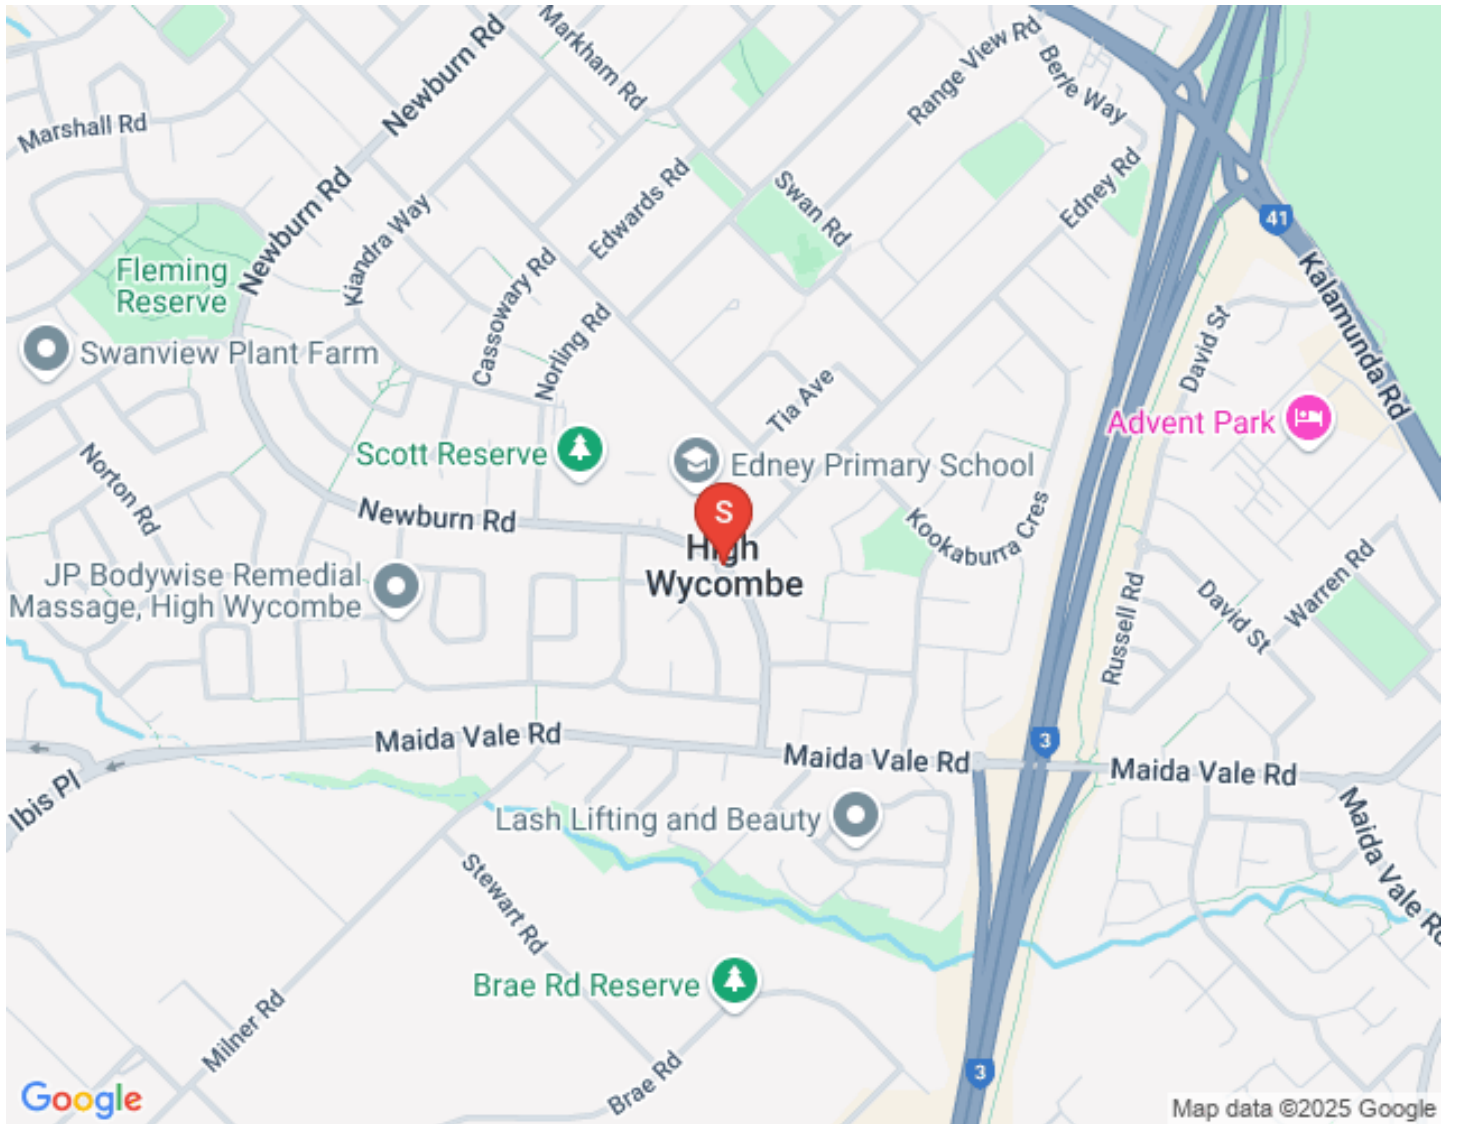 Markham Rd
Newburn Rd
Range View Rd
Berle Way
Marshall Rd
Newburn Rd
Edwards Rd
Swan Rd
Edney Rd
Kiandra Way
41
Fleming
Reserve
Cassowary Rd
Norling Rd
Kalamunda Rd
David St
Swanview Plant Farm
Tia Ave
Advent Park
Scott Reserve
Edney Primary School
Norton Rd
Newburn Rd
S
Kookaburra Cres
High
Wycombe
JP Bodywise Remedial
Massage, High Wycombe
Russell Rd
David St
Warren Rd
Maida Vale Rd
3
Maida Vale Rd
Maida Vale Rd
Ibis Pl
Lash Lifting and Beauty
Maida Vale Rd
Stewart Rd
Brae Rd Reserve
Milner Rd
Brae Rd
3
Google
Map data ©2025 Google